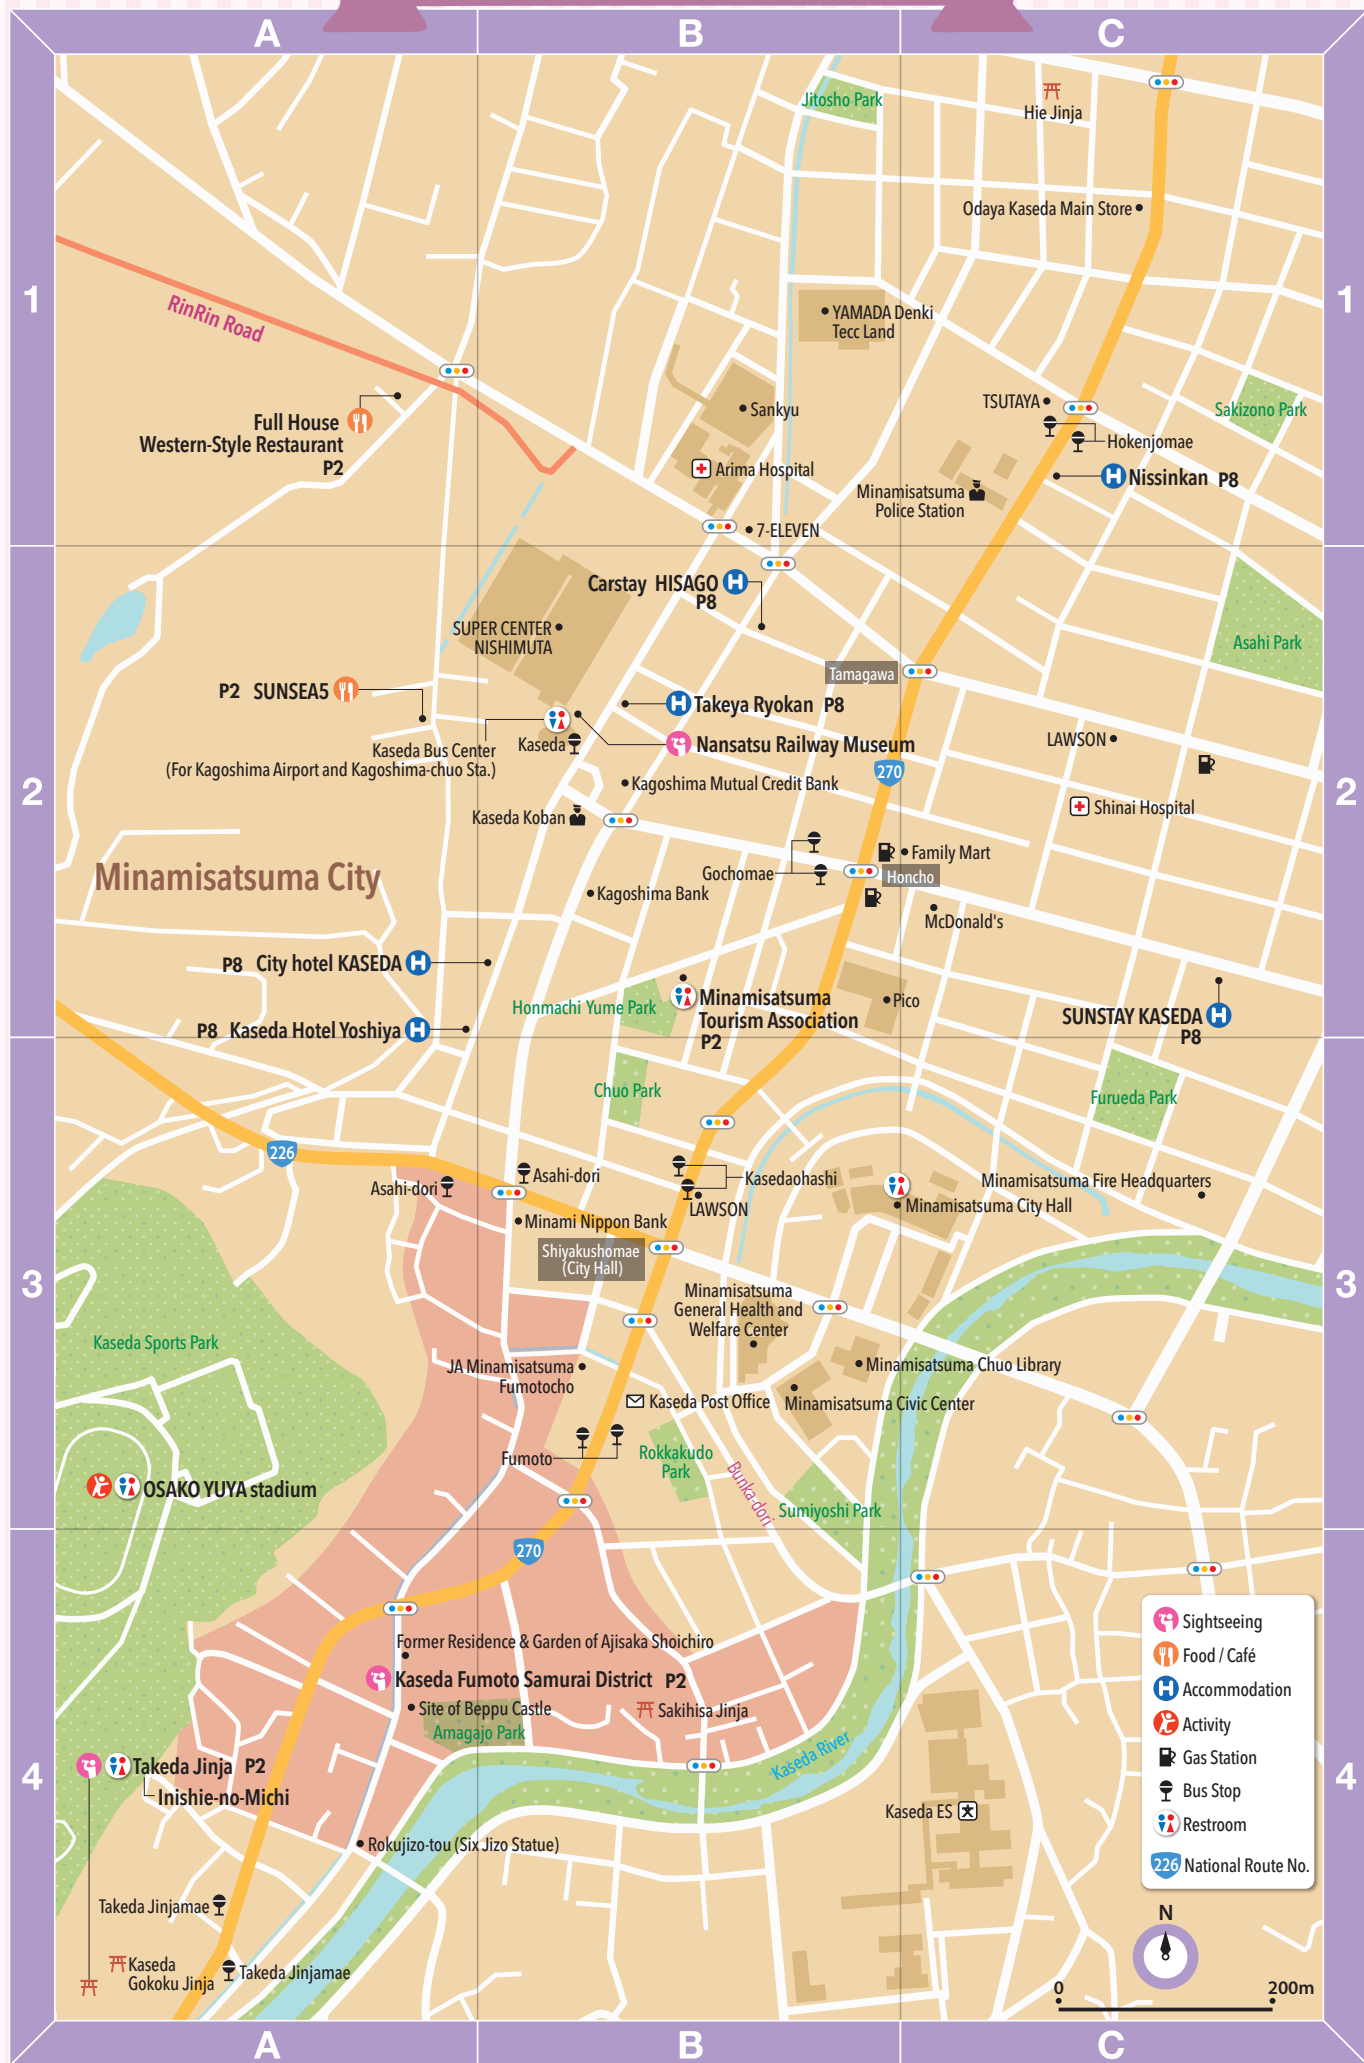 A
B
C
Jitosho Park
Hie Jinja
Odaya Kaseda Main Store
1
1
RinRin Road
YAMADA Denki
Tecc Land
Full House
Western-Style Restaurant
P2
Sankyu
TSUTAYA
Sakizono Park
Hokenjomae
Arima Hospital
Nissinkan P8
Minamisatsuma
Police Station
7-ELEVEN
Carstay HISAGO
P8
SUPER CENTER
NISHIMUTA
Asahi Park
Tamagawa
P2 SUNSEA5
Takeya Ryokan P8
Kaseda Bus Center
(For Kagoshima Airport and Kagoshima-chuo Sta.)
Kaseda
Nansatsu Railway Museum
LAWSON
270
Kagoshima Mutual Credit Bank
2
2
Shinai Hospital
Kaseda Koban
Family Mart
Gochomae
Honcho
Minamisatsuma City
Kagoshima Bank
McDonald's
P8 City hotel KASEDA
Honmachi Yume Park
Minamisatsuma
Tourism Association
P2
Pico
SUNSTAY KASEDA
P8
P8 Kaseda Hotel Yoshiya
Chuo Park
Furueda Park
226
Asahi-dori
Asahi-dori
Kasedaohashi
LAWSON
Minamisatsuma Fire Headquarters
Minamisatsuma City Hall
Minami Nippon Bank
Shiyakushomae
(City Hall)
3
3
Minamisatsuma
General Health and
Welfare Center
Kaseda Sports Park
JA Minamisatsuma
Fumotocho
Minamisatsuma Chuo Library
Kaseda Post Office
Minamisatsuma Civic Center
Fumoto
Rokkakudo
Park
Bunka-dori
OSAKO YUYA stadium
Sumiyoshi Park
270
Former Residence & Garden of Ajisaka Shoichiro
Kaseda Fumoto Samurai District P2
Site of Beppu Castle
Sakihisa Jinja
Amagajo Park
Kaseda River
4
4
Takeda Jinja P2
Inishie-no-Michi
Kaseda ES
Rokujizo-tou (Six Jizo Statue)
Takeda Jinjamae
Kaseda
Gokoku Jinja
Takeda Jinjamae
Sightseeing
Food / Café
Accommodation
Activity
Gas Station
Bus Stop
Restroom
226 National Route No.
N
0
200m
A
B
C